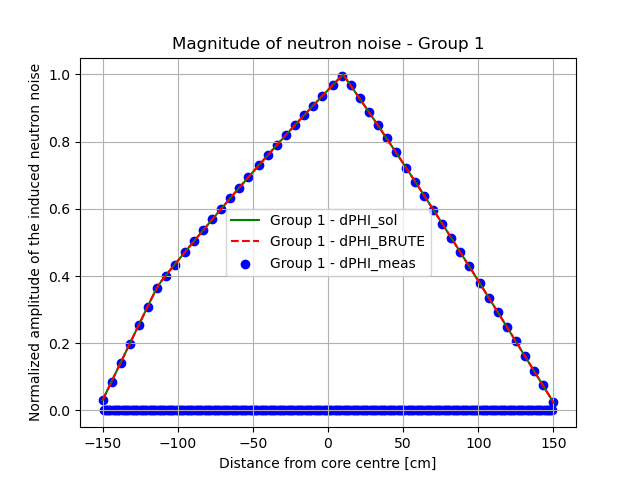 Magnitude of neutron noise - Group 1
Normalized amplitude of the induced neutron noise
1.0
0.8
0.6
0.4
0.2
0.0
Group 1 - dPHI_sol
Group 1 - dPHI_BRUTE
Group 1 - dPHI_meas
−150
−100
−50
0
50
100
150
Distance from core centre [cm]